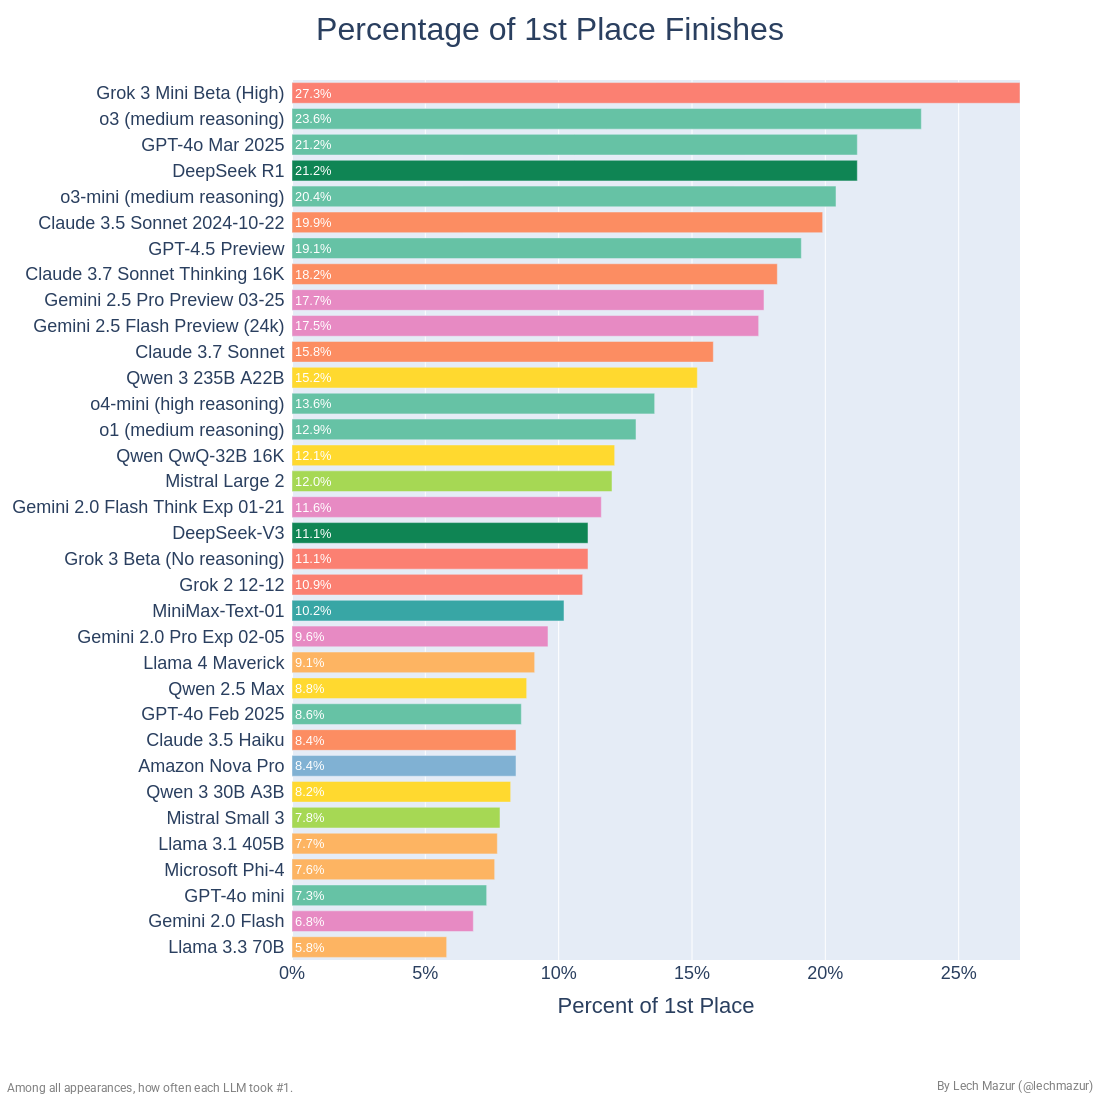 Percentage of 1st Place Finishes
Grok 3 Mini Beta (High) 27.3%
o3 (medium reasoning) 23.6%
GPT-4o Mar 2025 21.2%
DeepSeek R1 21.2%
o3-mini (medium reasoning) 20.4%
Claude 3.5 Sonnet 2024-10-22 19.9%
GPT-4.5 Preview 19.1%
Claude 3.7 Sonnet Thinking 16K 18.2%
Gemini 2.5 Pro Preview 03-25 17.7%
Gemini 2.5 Flash Preview (24k) 17.5%
Claude 3.7 Sonnet 15.8%
Qwen 3 235B A22B 15.2%
o4-mini (high reasoning) 13.6%
o1 (medium reasoning) 12.9%
Qwen QwQ-32B 16K 12.1%
Mistral Large 2 12.0%
Gemini 2.0 Flash Think Exp 01-21 11.6%
DeepSeek-V3 11.1%
Grok 3 Beta (No reasoning) 11.1%
Grok 2 12-12 10.9%
MiniMax-Text-01 10.2%
Gemini 2.0 Pro Exp 02-05 9.6%
Llama 4 Maverick 9.1%
Qwen 2.5 Max 8.8%
GPT-4o Feb 2025 8.6%
Claude 3.5 Haiku 8.4%
Amazon Nova Pro 8.4%
Qwen 3 30B A3B 8.2%
Mistral Small 3 7.8%
Llama 3.1 405B 7.7%
Microsoft Phi-4 7.6%
GPT-4o mini 7.3%
Gemini 2.0 Flash 6.8%
Llama 3.3 70B 5.8%
0% 5% 10% 15% 20% 25%
Percent of 1st Place
Among all appearances, how often each LLM took #1.
By Lech Mazur (@lechmazur)